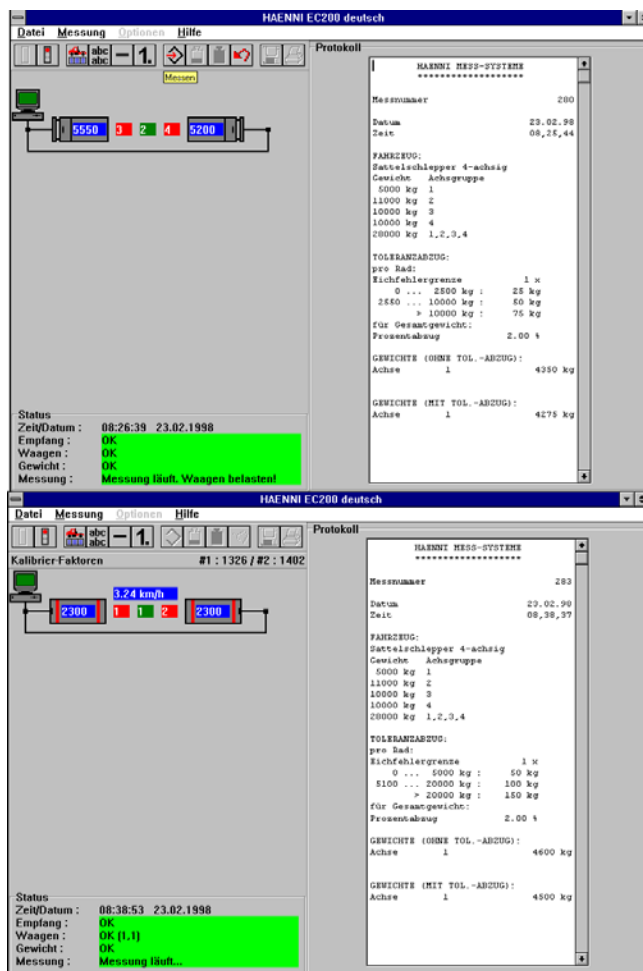 HAENNI EC200 deutsch
Datei Messung Optionen Hilfe
abc abc 1.
Messen
5550 3 2 4 5200
Protokoll
HAENNI MESS-SYSTEME
*******************
Messnummer 280
Datum 23.02.98
Zeit 08,25,44
FAHRZEUG:
Sattelschlepper 4-achsig
Gewicht Achsgruppe
5000 kg 1
11000 kg 2
10000 kg 3
10000 kg 4
28000 kg 1,2,3,4
TOLERANZABZUG:
pro Rad:
Eichfehlergrenze 1 x
0 ... 2500 kg : 25 kg
2550 ... 10000 kg : 50 kg
> 10000 kg : 75 kg
für Gesamtgewicht:
Prozentabzug 2.00 %
GEWICHTE (OHNE TOL.-ABZUG):
Achse 1 4350 kg
GEWICHTE (MIT TOL.-ABZUG):
Achse 1 4275 kg
Status
Zeit/Datum : 08:26:39 23.02.1998
Empfang : OK
Waagen : OK
Gewicht : OK
Messung : Messung läuft. Waagen belasten!
HAENNI EC200 deutsch
Datei Messung Optionen Hilfe
abc abc 1.
Kalibrier-Faktoren #1 : 1326 / #2 : 1402
3.24 km/h
2300 1 1 2 2300
Protokoll
HAENNI MESS-SYSTEME
*******************
Messnummer 283
Datum 23.02.98
Zeit 08,38,37
FAHRZEUG:
Sattelschlepper 4-achsig
Gewicht Achsgruppe
5000 kg 1
11000 kg 2
10000 kg 3
10000 kg 4
28000 kg 1,2,3,4
TOLERANZABZUG:
pro Rad:
Eichfehlergrenze 1 x
0 ... 5000 kg : 50 kg
5100 ... 20000 kg : 100 kg
> 20000 kg : 150 kg
für Gesamtgewicht:
Prozentabzug 2.00 %
GEWICHTE (OHNE TOL.-ABZUG):
Achse 1 4600 kg
GEWICHTE (MIT TOL.-ABZUG):
Achse 1 4500 kg
Status
Zeit/Datum : 08:38:53 23.02.1998
Empfang : OK
Waagen : OK (1,1)
Gewicht : OK
Messung : Messung läuft...